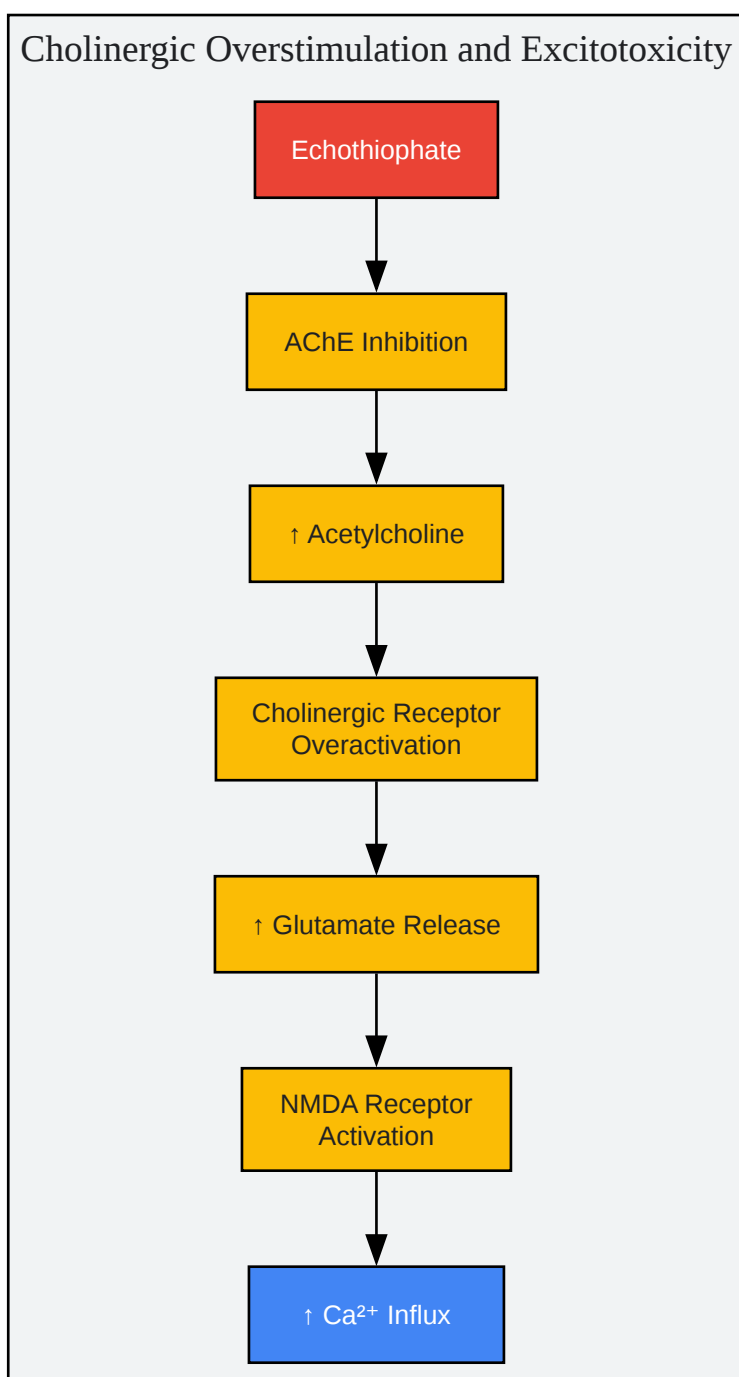 Cholinergic Overstimulation and Excitotoxicity
Echothiophate
AChE Inhibition
↑ Acetylcholine
Cholinergic Receptor
Overactivation
↑ Glutamate Release
NMDA Receptor
Activation
↑ Ca²⁺ Influx